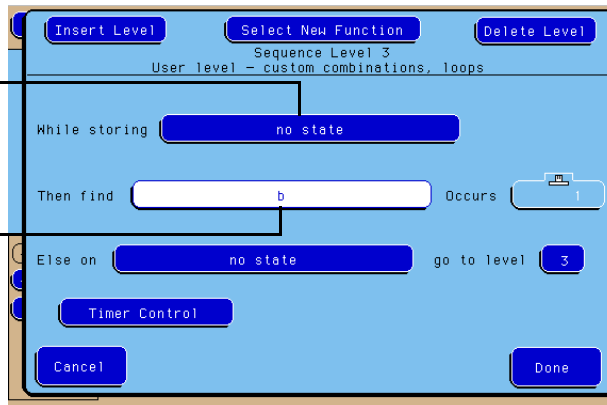 Insert Level Select New Function Delete Level
Sequence Level 3
User level – custom combinations, loops
While storing no state
Then find b Occurs 1
Else on no state go to level 3
Timer Control
Cancel Done